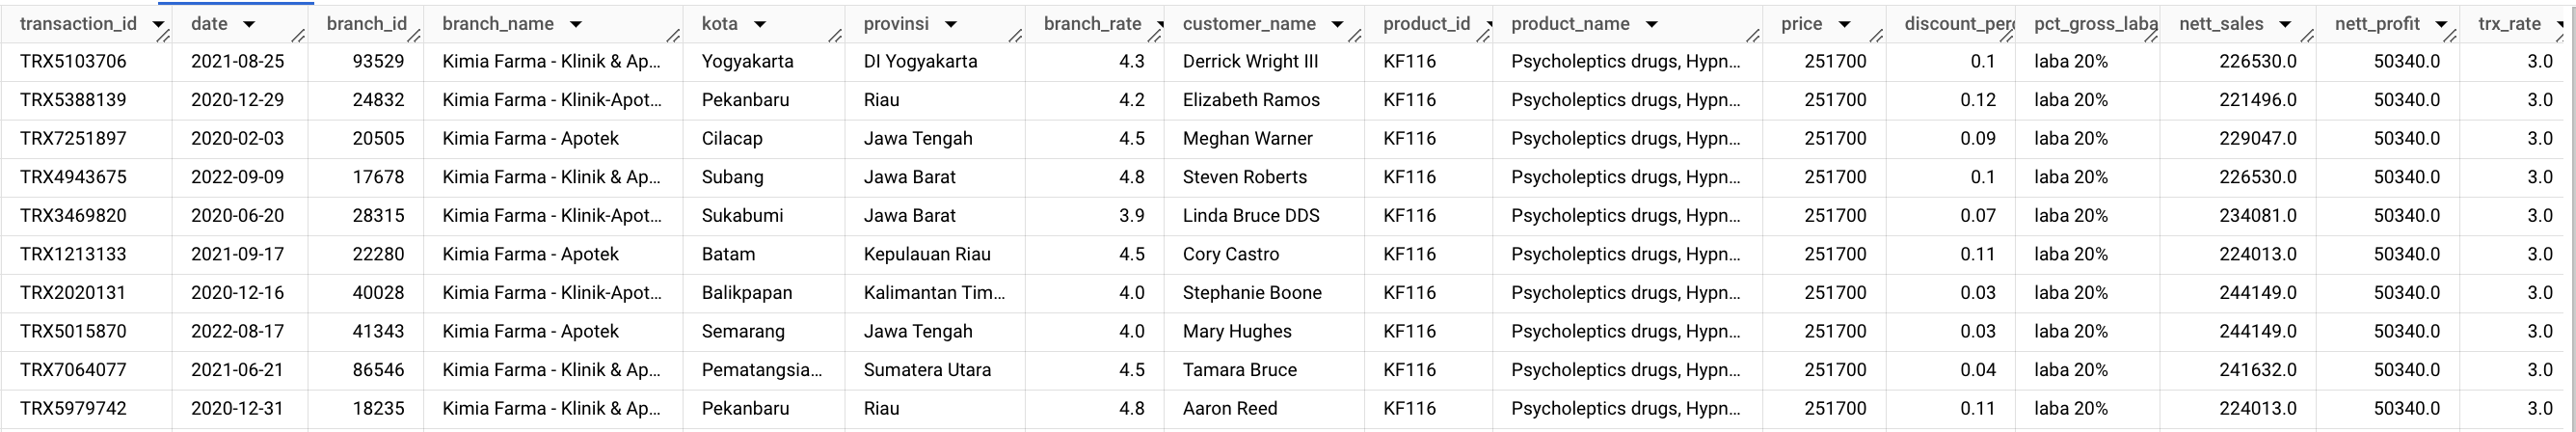 transaction_id date branch_id branch_name kota provinsi branch_rate customer_name product_id product_name price discount_perc pct_gross_laba nett_sales nett_profit trx_rate
TRX5103706 2021-08-25 93529 Kimia Farma - Klinik & Ap... Yogyakarta DI Yogyakarta 4.3 Derrick Wright III KF116 Psycholeptics drugs, Hypn... 251700 0.1 laba 20% 226530.0 50340.0 3.0
TRX5388139 2020-12-29 24832 Kimia Farma - Klinik-Apot... Pekanbaru Riau 4.2 Elizabeth Ramos KF116 Psycholeptics drugs, Hypn... 251700 0.12 laba 20% 221496.0 50340.0 3.0
TRX7251897 2020-02-03 20505 Kimia Farma - Apotek Cilacap Jawa Tengah 4.5 Meghan Warner KF116 Psycholeptics drugs, Hypn... 251700 0.09 laba 20% 229047.0 50340.0 3.0
TRX4943675 2022-09-09 17678 Kimia Farma - Klinik & Ap... Subang Jawa Barat 4.8 Steven Roberts KF116 Psycholeptics drugs, Hypn... 251700 0.1 laba 20% 226530.0 50340.0 3.0
TRX3469820 2020-06-20 28315 Kimia Farma - Klinik-Apot... Sukabumi Jawa Barat 3.9 Linda Bruce DDS KF116 Psycholeptics drugs, Hypn... 251700 0.07 laba 20% 234081.0 50340.0 3.0
TRX1213133 2021-09-17 22280 Kimia Farma - Apotek Batam Kepulauan Riau 4.5 Cory Castro KF116 Psycholeptics drugs, Hypn... 251700 0.11 laba 20% 224013.0 50340.0 3.0
TRX2020131 2020-12-16 40028 Kimia Farma - Klinik-Apot... Balikpapan Kalimantan Tim... 4.0 Stephanie Boone KF116 Psycholeptics drugs, Hypn... 251700 0.03 laba 20% 244149.0 50340.0 3.0
TRX5015870 2022-08-17 41343 Kimia Farma - Apotek Semarang Jawa Tengah 4.0 Mary Hughes KF116 Psycholeptics drugs, Hypn... 251700 0.03 laba 20% 244149.0 50340.0 3.0
TRX7064077 2021-06-21 86546 Kimia Farma - Klinik & Ap... Pematangsia... Sumatera Utara 4.5 Tamara Bruce KF116 Psycholeptics drugs, Hypn... 251700 0.04 laba 20% 241632.0 50340.0 3.0
TRX5979742 2020-12-31 18235 Kimia Farma - Klinik & Ap... Pekanbaru Riau 4.8 Aaron Reed KF116 Psycholeptics drugs, Hypn... 251700 0.11 laba 20% 224013.0 50340.0 3.0